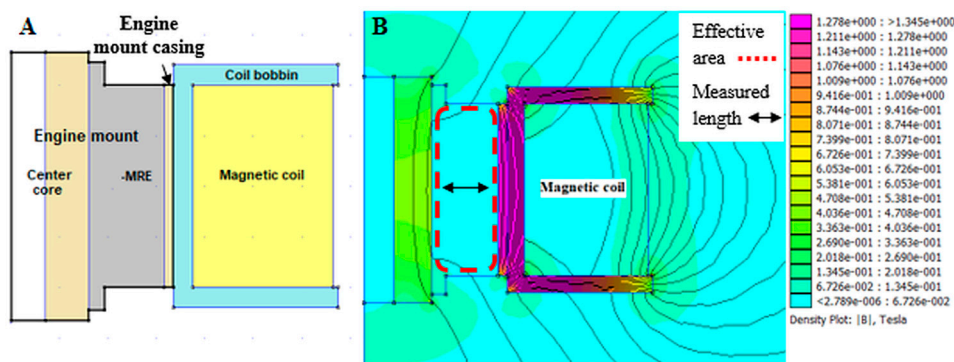 A
Engine
mount casing
Coil bobbin
Engine mount
Center
core
-MRE
Magnetic coil
B
Effective
area
Measured
length
Magnetic coil
1.278e+000 : >1.345e+000
1.211e+000 : 1.278e+000
1.143e+000 : 1.211e+000
1.076e+000 : 1.143e+000
1.009e+000 : 1.076e+000
9.416e-001 : 1.009e+000
8.744e-001 : 9.416e-001
8.071e-001 : 8.744e-001
7.399e-001 : 8.071e-001
6.726e-001 : 7.399e-001
6.053e-001 : 6.726e-001
5.381e-001 : 6.053e-001
4.708e-001 : 5.381e-001
4.036e-001 : 4.708e-001
3.363e-001 : 4.036e-001
2.690e-001 : 3.363e-001
2.018e-001 : 2.690e-001
1.345e-001 : 2.018e-001
6.726e-002 : 1.345e-001
<2.789e-006 : 6.726e-002
Density Plot: |B|, Tesla